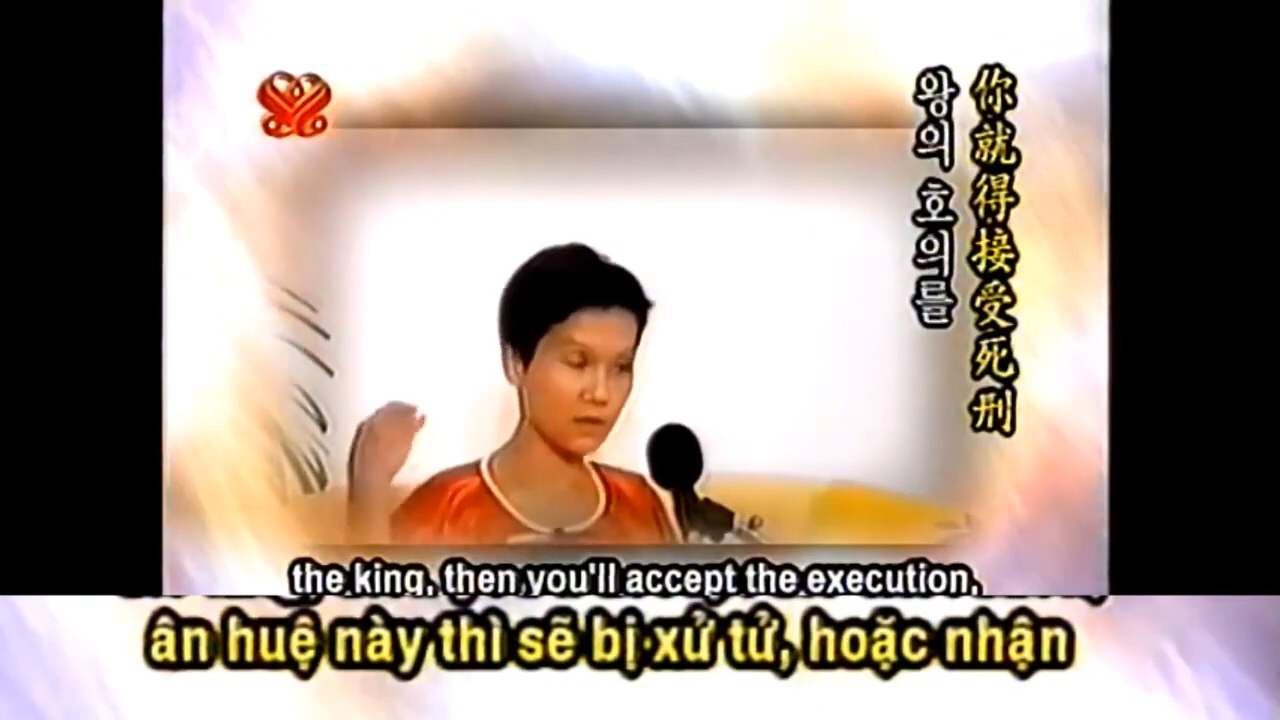 你就得接受死刑
왕의 호의를
the king, then you'll accept the execution,
ân huệ này thì sẽ bị xử tử, hoặc nhận